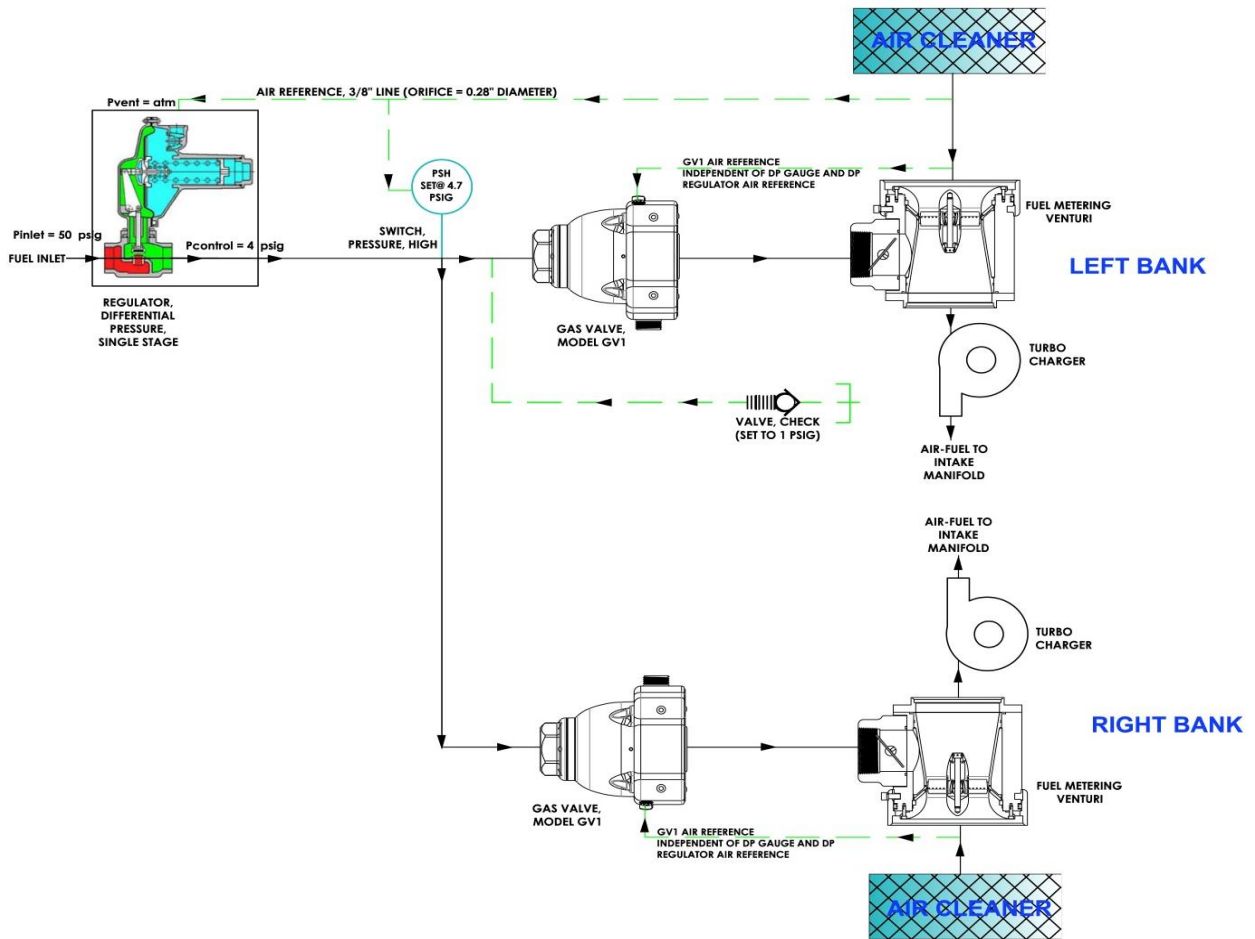 AIR CLEANER
Pvent = atm
AIR REFERENCE, 3/8" LINE (ORIFICE = 0.28" DIAMETER)
PSH
SET@ 4.7
PSIG
GV1 AIR REFERENCE
INDEPENDENT OF DP GAUGE AND DP
REGULATOR AIR REFERENCE
FUEL METERING
VENTURI
Pinlet = 50 psig
Pcontrol = 4 psig
SWITCH,
PRESSURE, HIGH
FUEL INLET
LEFT BANK
REGULATOR,
DIFFERENTIAL
PRESSURE,
SINGLE STAGE
GAS VALVE,
MODEL GV1
TURBO
CHARGER
VALVE, CHECK
(SET TO 1 PSIG)
AIR-FUEL TO
INTAKE
MANIFOLD
AIR-FUEL TO
INTAKE
MANIFOLD
TURBO
CHARGER
RIGHT BANK
FUEL METERING
VENTURI
GAS VALVE,
MODEL GV1
GV1 AIR REFERENCE
INDEPENDENT OF DP GAUGE AND DP
REGULATOR AIR REFERENCE
AIR CLEANER